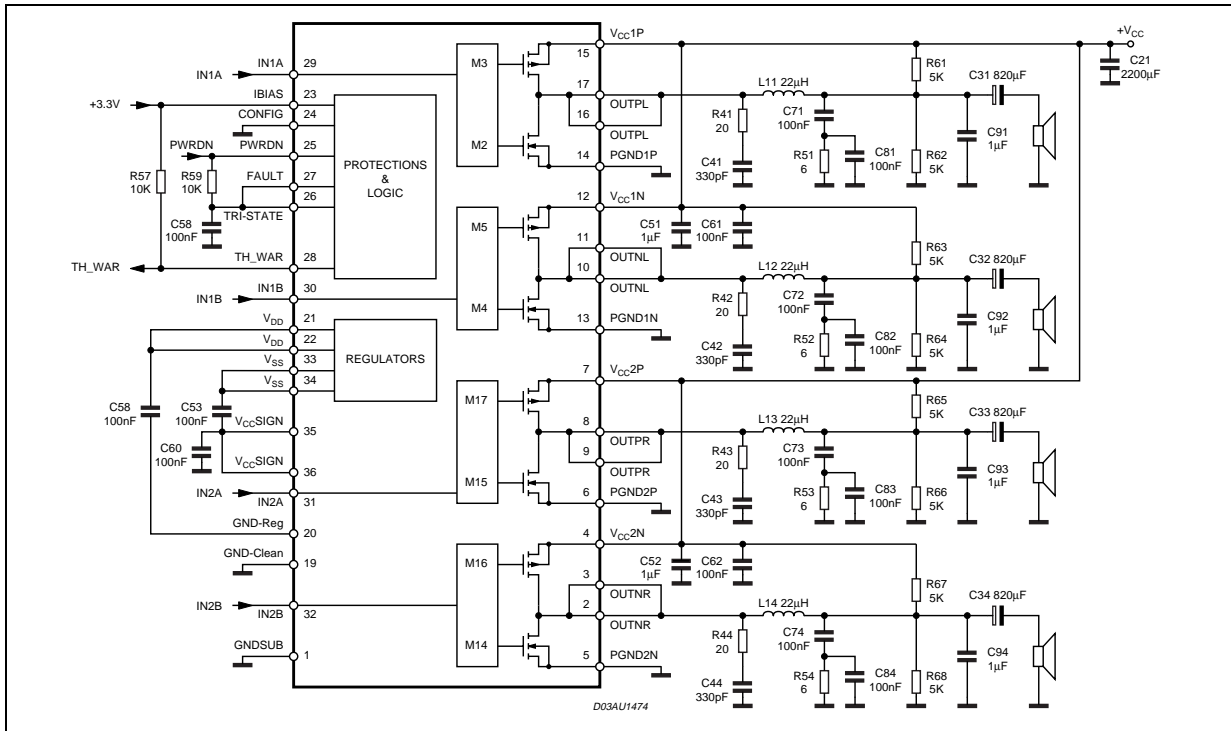 VCC1P
+VCC
IN1A
29
M3
15
R61
5K
C31 820µF
C21
2200µF
IN1A
L11 22µH
17
OUTPL
+3.3V
IBIAS
23
CONFIG
24
16
OUTPL
R41
20
C71
100nF
C91
1µF
PWRDN
PWRDN
25
PROTECTIONS
&
LOGIC
M2
14
PGND1P
R57
10K
R59
10K
FAULT
27
C41
330pF
R51
6
C81
100nF
R62
5K
26
TRI-STATE
C58
100nF
12
VCC1N
M5
C51
1µF
C61
100nF
11
OUTNL
R63
5K
C32 820µF
TH_WAR
TH_WAR
28
10
OUTNL
L12 22µH
IN1B
IN1B
30
M4
R42
20
C72
100nF
C92
1µF
VDD
21
13
PGND1N
VDD
22
REGULATORS
C42
330pF
R52
6
C82
100nF
R64
5K
VSS
33
VSS
34
7
VCC2P
C58
100nF
C53
100nF
M17
R65
5K
C33 820µF
VCCSIGN
35
8
OUTPR
L13 22µH
C60
100nF
9
OUTPR
R43
20
C73
100nF
C93
1µF
VCCSIGN
36
M15
IN2A
IN2A
31
6
PGND2P
C43
330pF
R53
6
C83
100nF
R66
5K
GND-Reg
20
4
VCC2N
GND-Clean
19
M16
C52
1µF
C62
100nF
3
OUTNR
R67
5K
C34 820µF
IN2B
IN2B
32
2
OUTNR
L14 22µH
M14
R44
20
C74
100nF
C94
1µF
GNDSUB
1
5
PGND2N
C44
330pF
R54
6
C84
100nF
R68
5K
D03AU1474